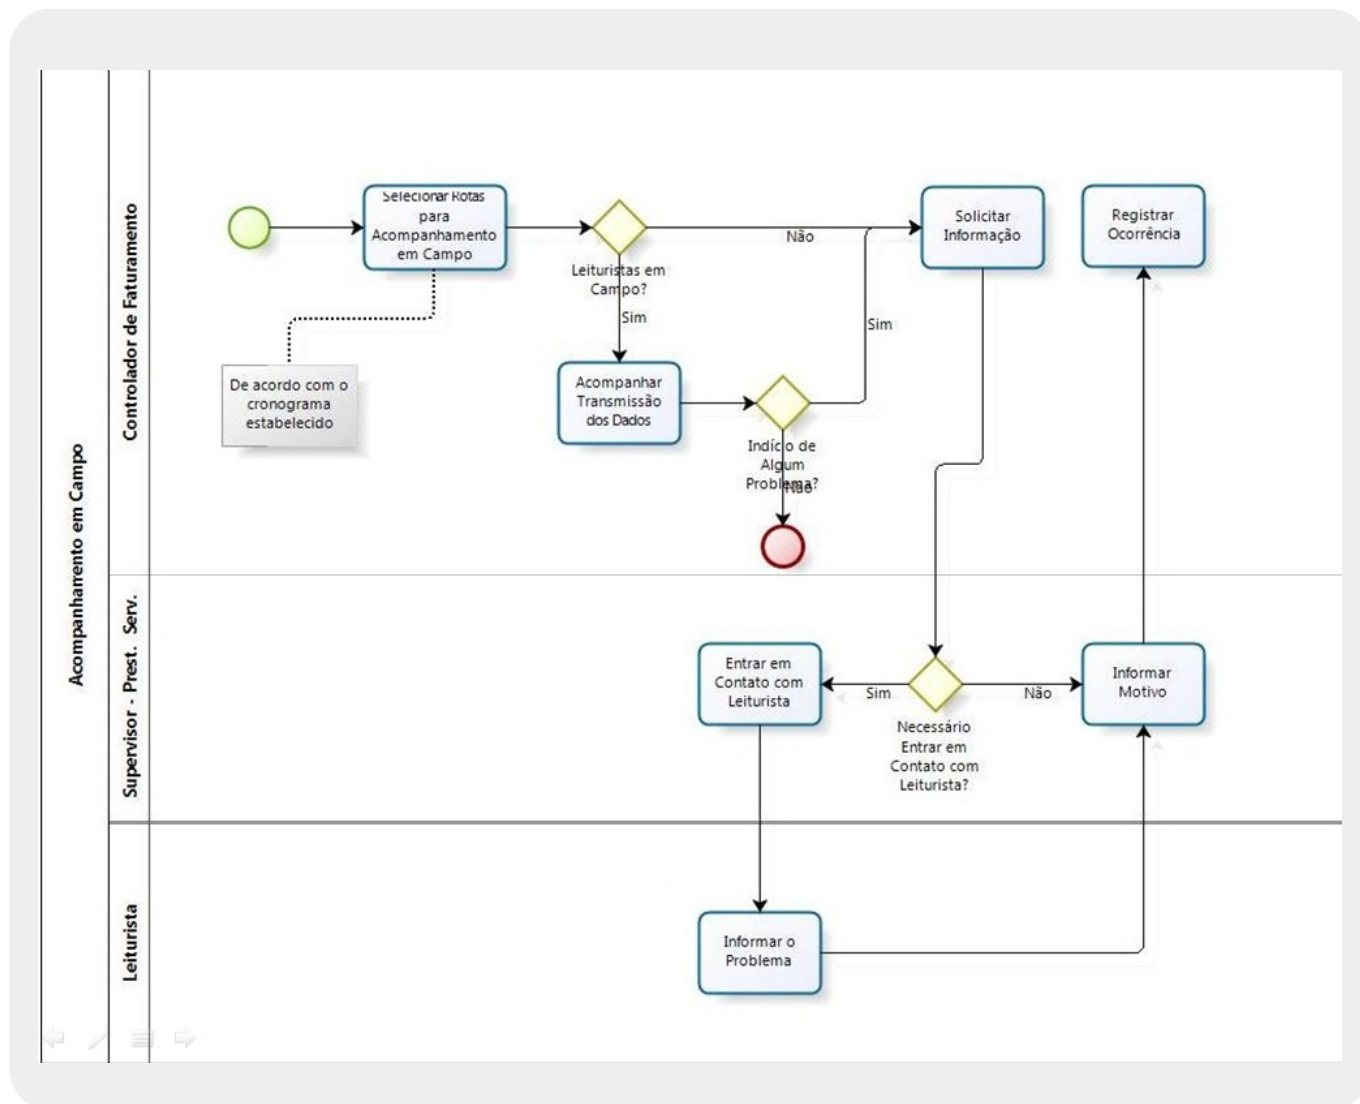 Acompanhamento em Campo
Controlador de Faturamento
Selecionar Rotas
para
Acompanhamento
em Campo
De acordo com o
cronograma
estabelecido
Leituristas em
Campo?
Não
Sim
Acompanhar
Transmissão
dos Dados
Indício de
Algum
Problema?
Não
Sim
Solicitar
Informação
Registrar
Ocorrência
Supervisor - Prest. Serv.
Entrar em
Contato com
Leiturista
Sim
Necessário
Entrar em
Contato com
Leiturista?
Não
Informar
Motivo
Leiturista
Informar o
Problema